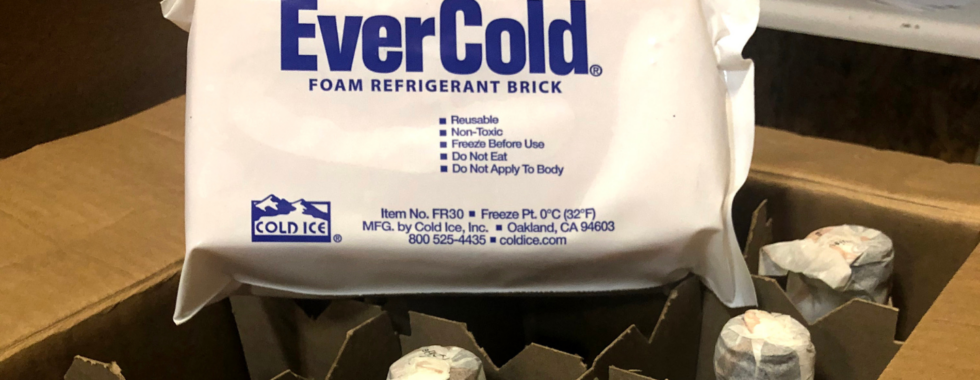 EverCold®
FOAM REFRIGERANT BRICK
■ Reusable
■ Non-Toxic
■ Freeze Before Use
■ Do Not Eat
■ Do Not Apply To Body
COLD ICE®
Item No. FR30 ■ Freeze Pt. 0°C (32°F)
MFG. by Cold Ice, Inc. ■ Oakland, CA 94603
800 525-4435 ■ coldice.com